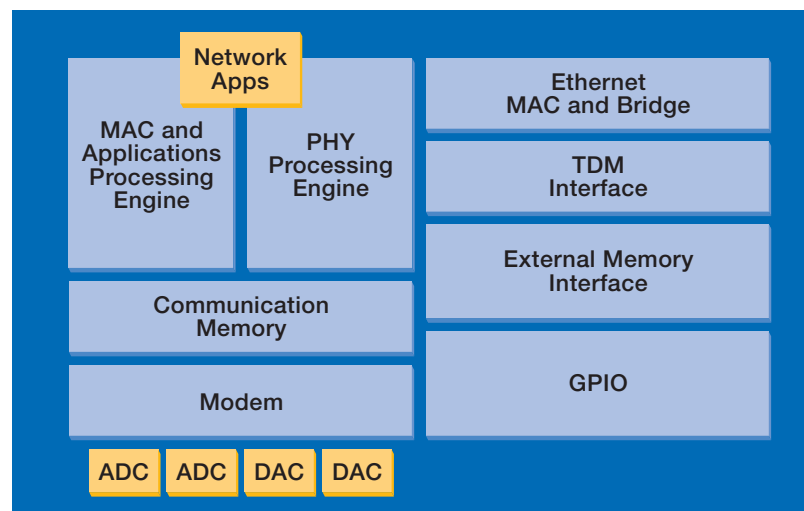 Network
Apps
MAC and
Applications
Processing
Engine
PHY
Processing
Engine
Communication
Memory
Modem
ADC
ADC
DAC
DAC
Ethernet
MAC and Bridge
TDM
Interface
External Memory
Interface
GPIO